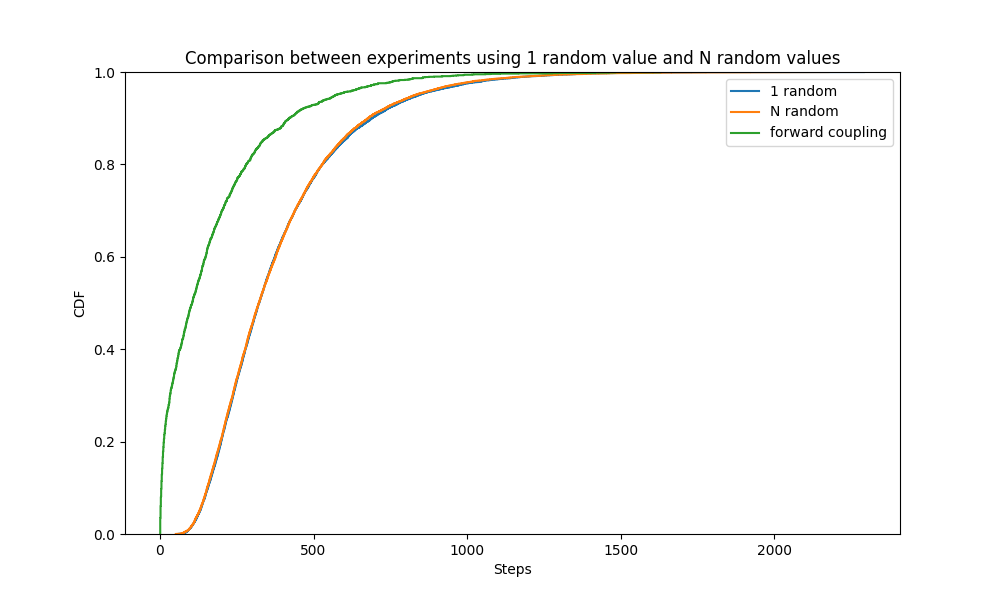 Comparison between experiments using 1 random value and N random values
1.0
0.8
0.6
0.4
0.2
0.0
CDF
1 random
N random
forward coupling
0
500
1000
1500
2000
Steps